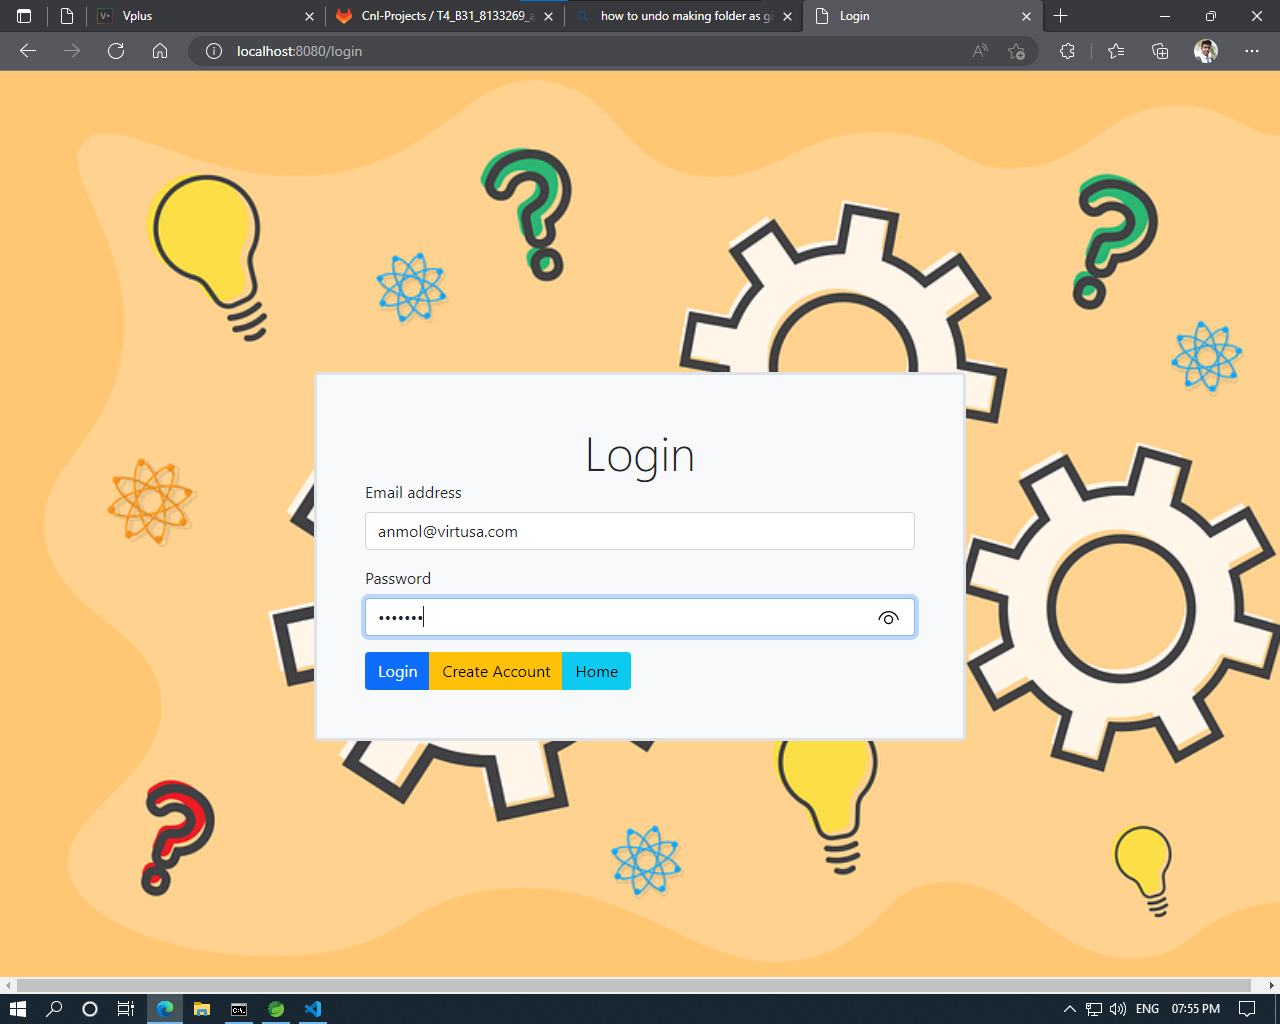 Vplus
Cnl-Projects / T4_B31_8133269_a
how to undo making folder as gi
Login
localhost:8080/login
Login
Email address
anmol@virtusa.com
Password
•••••••
Login
Create Account
Home
ENG
07:55 PM